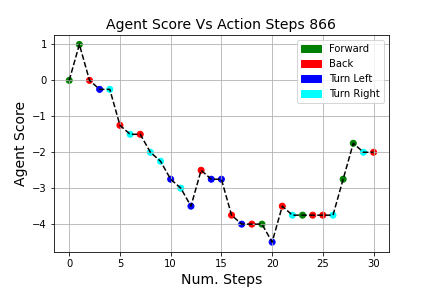 Agent Score Vs Action Steps 866
Forward
Back
Turn Left
Turn Right
1
0
−1
−2
−3
−4
Agent Score
0
5
10
15
20
25
30
Num. Steps